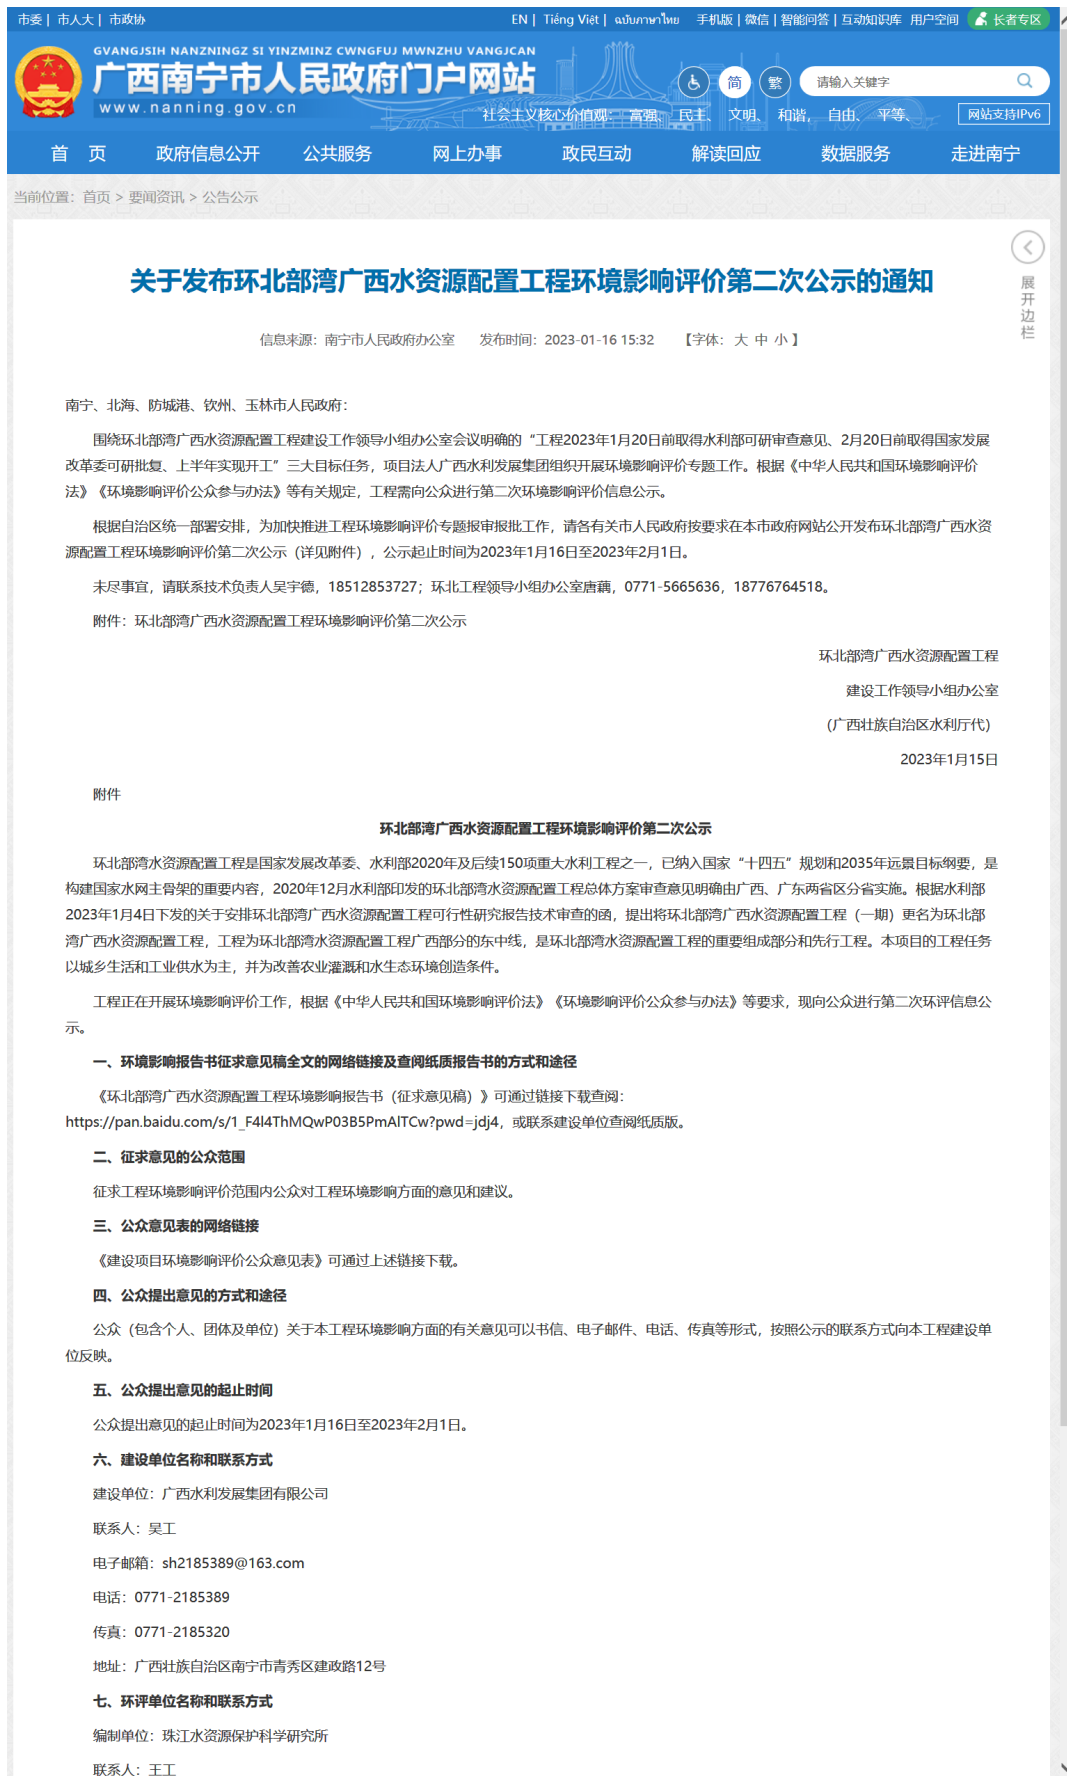 市委 | 市人大 | 市政协
EN | Tiếng Việt | ฉบับภาษาไทย 手机版 | 微信 | 智能问答 | 互动知识库 用户空间 长者专区
GVANGJSIH NANZNINGZ SI YINZMINZ CWNGFUJ MWNZHU VANGJCAN
广西南宁市人民政府门户网站
www.nanning.gov.cn
简 繁 请输入关键字
社会主义核心价值观: 富强、 民主、 文明、 和谐, 自由、 平等、
网站支持IPv6
首 页 政府信息公开 公共服务 网上办事 政民互动 解读回应 数据服务 走进南宁
当前位置: 首页 > 要闻资讯 > 公告公示
展开边栏
关于发布环北部湾广西水资源配置工程环境影响评价第二次公示的通知
信息来源: 南宁市人民政府办公室 发布时间: 2023-01-16 15:32 【字体: 大 中 小 】
南宁、北海、防城港、钦州、玉林市人民政府:
围绕环北部湾广西水资源配置工程建设工作领导小组办公室会议明确的“工程2023年1月20日前取得水利部可研审查意见、2月20日前取得国家发展
改革委可研批复、上半年实现开工”三大目标任务，项目法人广西水利发展集团组织开展环境影响评价专题工作。根据《中华人民共和国环境影响评价
法》《环境影响评价公众参与办法》等有关规定，工程需向公众进行第二次环境影响评价信息公示。
根据自治区统一部署安排，为加快推进工程环境影响评价专题报审报批工作，请各有关市人民政府按要求在本市政府网站公开发布环北部湾广西水资
源配置工程环境影响评价第二次公示（详见附件），公示起止时间为2023年1月16日至2023年2月1日。
未尽事宜，请联系技术负责人吴宇德，18512853727；环北工程领导小组办公室唐藕，0771-5665636，18776764518。
附件：环北部湾广西水资源配置工程环境影响评价第二次公示
环北部湾广西水资源配置工程
建设工作领导小组办公室
（广西壮族自治区水利厅代）
2023年1月15日
附件
环北部湾广西水资源配置工程环境影响评价第二次公示
环北部湾水资源配置工程是国家发展改革委、水利部2020年及后续150项重大水利工程之一，已纳入国家“十四五”规划和2035年远景目标纲要，是
构建国家水网主骨架的重要内容，2020年12月水利部印发的环北部湾水资源配置工程总体方案审查意见明确由广西、广东两省区分省实施。根据水利部
2023年1月4日下发的关于安排环北部湾广西水资源配置工程可行性研究报告技术审查的函，提出将环北部湾广西水资源配置工程（一期）更名为环北部
湾广西水资源配置工程，工程为环北部湾水资源配置工程广西部分的东中线，是环北部湾水资源配置工程的重要组成部分和先行工程。本项目的工程任务
以城乡生活和工业供水为主，并为改善农业灌溉和水生态环境创造条件。
工程正在开展环境影响评价工作，根据《中华人民共和国环境影响评价法》《环境影响评价公众参与办法》等要求，现向公众进行第二次环评信息公
示。
一、环境影响报告书征求意见稿全文的网络链接及查阅纸质报告书的方式和途径
《环北部湾广西水资源配置工程环境影响报告书（征求意见稿）》可通过链接下载查阅：
https://pan.baidu.com/s/1_F4l4ThMQwP03B5PmAlTCw?pwd=jdj4，或联系建设单位查阅纸质版。
二、征求意见的公众范围
征求工程环境影响评价范围内公众对工程环境影响方面的意见和建议。
三、公众意见表的网络链接
《建设项目环境影响评价公众意见表》可通过上述链接下载。
四、公众提出意见的方式和途径
公众（包含个人、团体及单位）关于本工程环境影响方面的有关意见可以书信、电子邮件、电话、传真等形式，按照公示的联系方式向本工程建设单
位反映。
五、公众提出意见的起止时间
公众提出意见的起止时间为2023年1月16日至2023年2月1日。
六、建设单位名称和联系方式
建设单位：广西水利发展集团有限公司
联系人：吴工
电子邮箱：sh2185389@163.com
电话：0771-2185389
传真：0771-2185320
地址：广西壮族自治区南宁市青秀区建政路12号
七、环评单位名称和联系方式
编制单位：珠江水资源保护科学研究所
联系人：王工